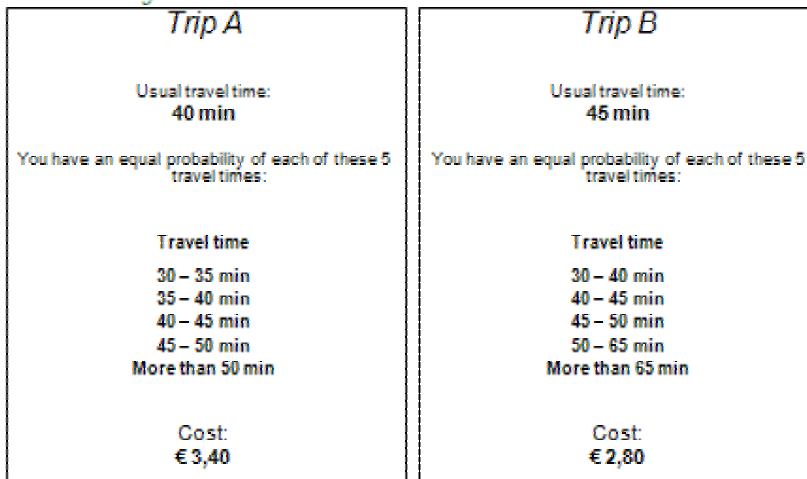 Trip A
Usual travel time:
40 min
You have an equal probability of each of these 5
travel times:
Travel time
30 – 35 min
35 – 40 min
40 – 45 min
45 – 50 min
More than 50 min
Cost:
€ 3,40
Trip B
Usual travel time:
45 min
You have an equal probability of each of these 5
travel times:
Travel time
30 – 40 min
40 – 45 min
45 – 50 min
50 – 65 min
More than 65 min
Cost:
€ 2,80